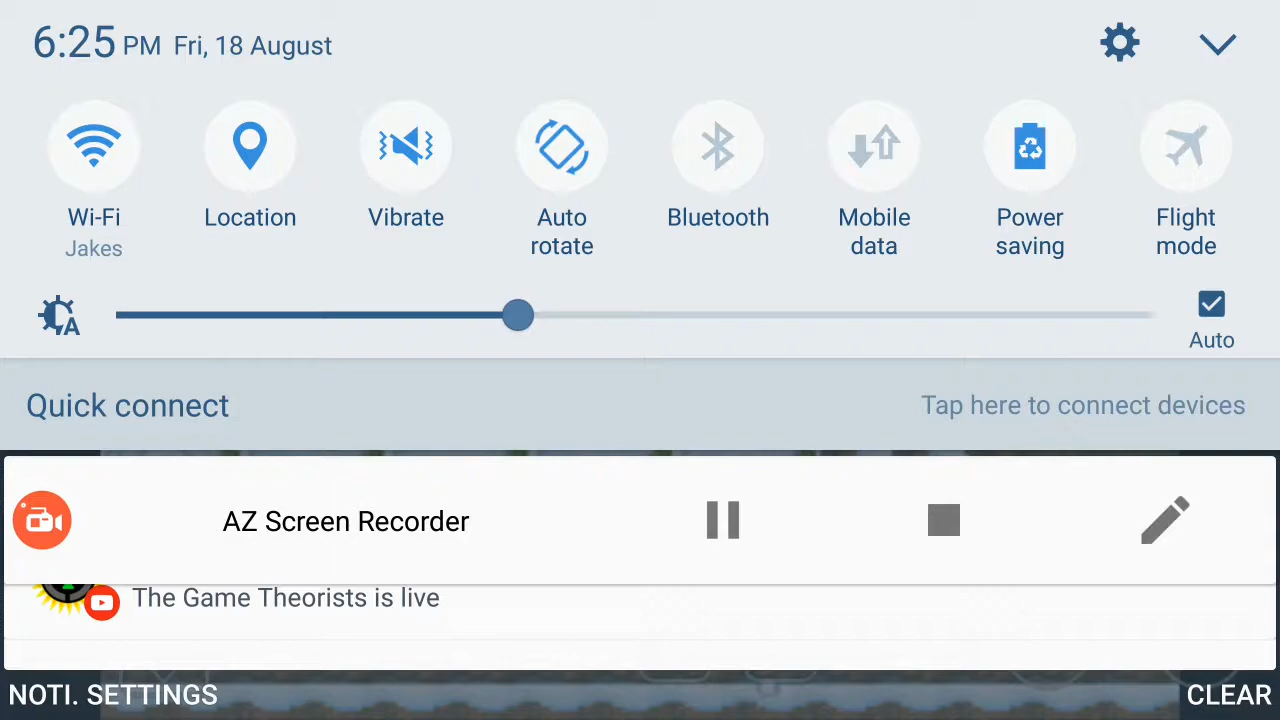 6:25 PM Fri, 18 August
Wi-Fi
Jakes
Location
Vibrate
Auto
rotate
Bluetooth
Mobile
data
Power
saving
Flight
mode
A
Auto
Quick connect
Tap here to connect devices
AZ Screen Recorder
The Game Theorists is live
NOTI. SETTINGS
CLEAR